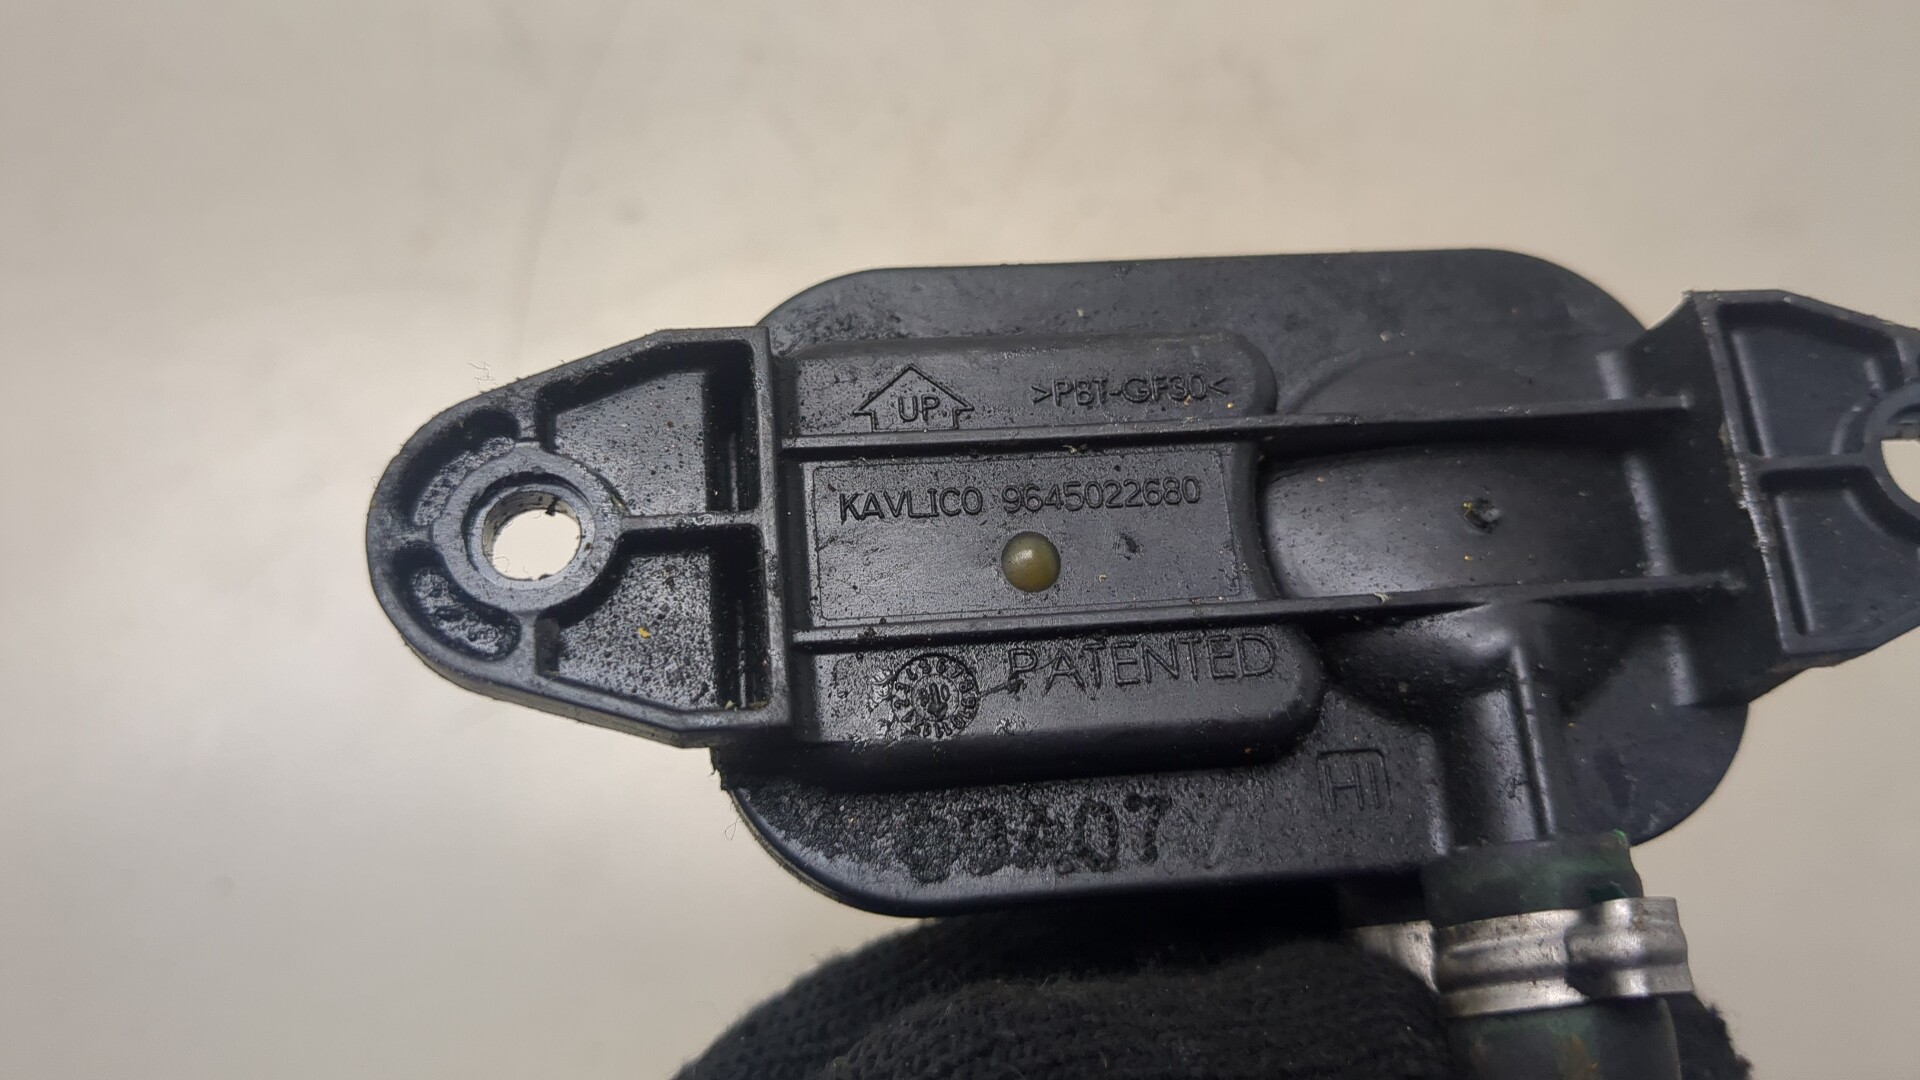 UP
>PBT-GF30<
KAVLICO 9645022680
PATENTED
HI